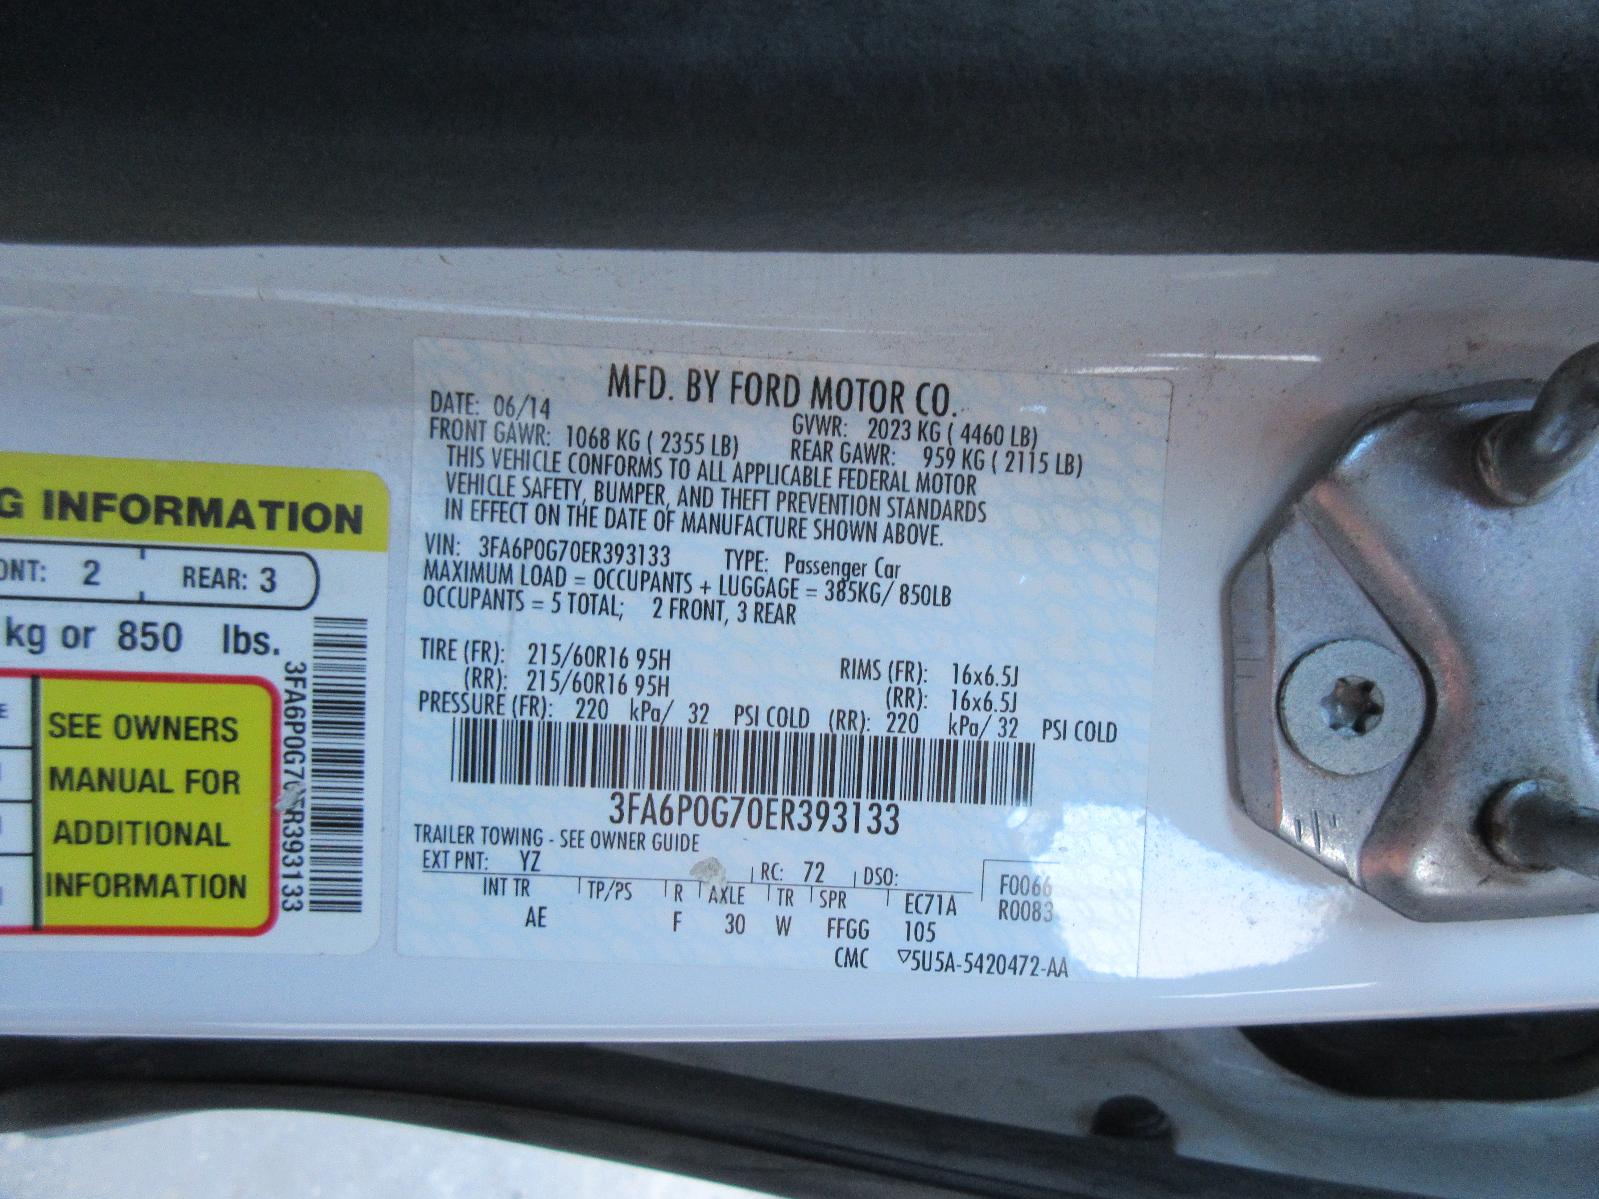 G INFORMATION
ONT: 2 REAR: 3
kg or 850 lbs.
SEE OWNERS
MANUAL FOR
ADDITIONAL
INFORMATION
MFD. BY FORD MOTOR CO.
DATE: 06/14 GVWR: 2023 KG ( 4460 LB)
FRONT GAWR: 1068 KG ( 2355 LB) REAR GAWR: 959 KG ( 2115 LB)
THIS VEHICLE CONFORMS TO ALL APPLICABLE FEDERAL MOTOR
VEHICLE SAFETY, BUMPER, AND THEFT PREVENTION STANDARDS
IN EFFECT ON THE DATE OF MANUFACTURE SHOWN ABOVE.
VIN: 3FA6P0G70ER393133 TYPE: Passenger Car
MAXIMUM LOAD = OCCUPANTS + LUGGAGE = 385KG/ 850LB
OCCUPANTS = 5 TOTAL; 2 FRONT, 3 REAR
TIRE (FR): 215/60R16 95H RIMS (FR): 16x6.5J
(RR): 215/60R16 95H (RR): 16x6.5J
PRESSURE (FR): 220 kPa/ 32 PSI COLD (RR): 220 kPa/ 32 PSI COLD
3FA6P0G70ER393133
TRAILER TOWING - SEE OWNER GUIDE
EXT PNT: YZ RC: 72 DSO: F0066
INT TR TP/PS R AXLE TR SPR EC71A R0083
AE F 30 W FFGG 105
CMC ▽5U5A-5420472-AA